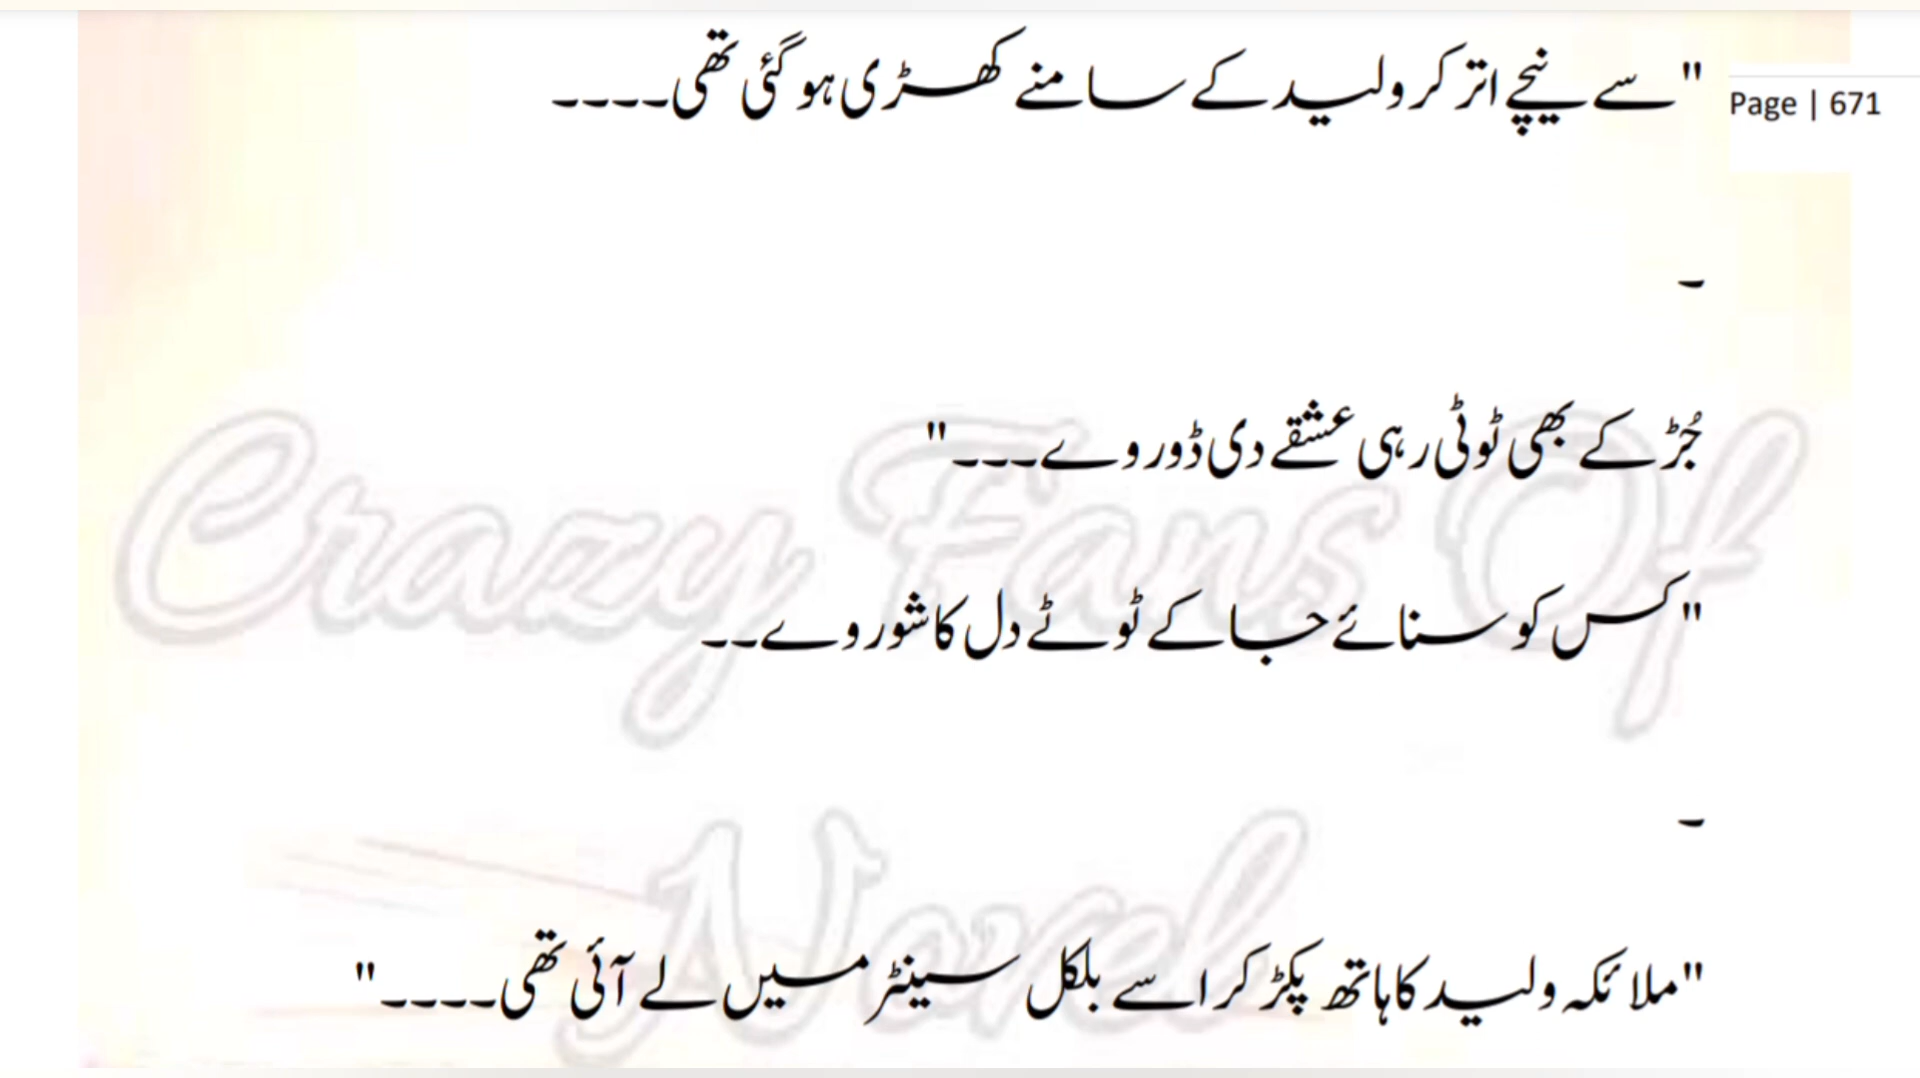 "سے نیچے اتر کر ولید کے سامنے کھڑی ہو گئی تھی۔۔۔۔
Page | 671
۔
جُڑ کے بھی ٹوٹی رہی عشقے دی ڈور وے۔۔۔"
"کس کو سنائے جا کے ٹوٹے دل کا شور وے۔۔
۔
"ملائکہ ولید کا ہاتھ پکڑ کر اسے بلکل سینٹر میں لے آئی تھی۔۔۔۔"
Crazy Fans Of
Novel